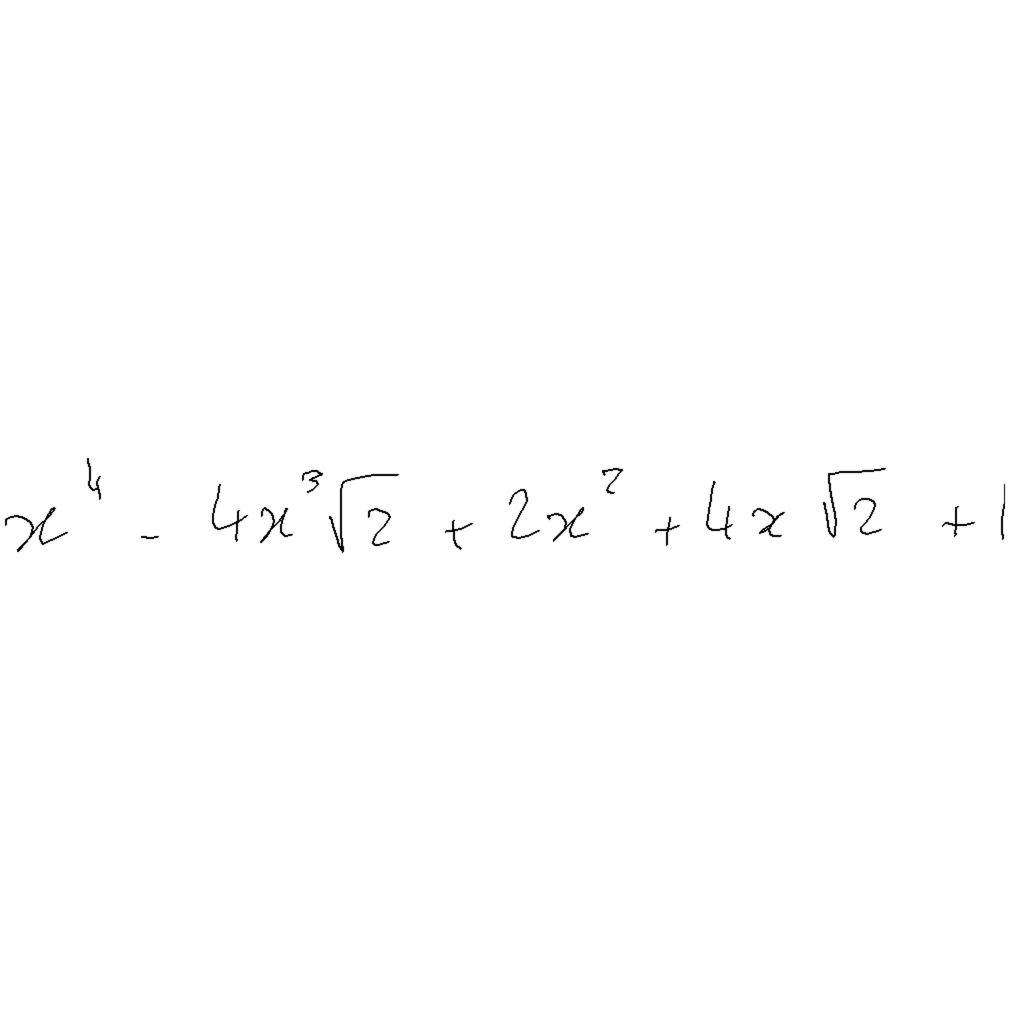 x⁴ - 4x³√2 + 2x² + 4x√2 + 1